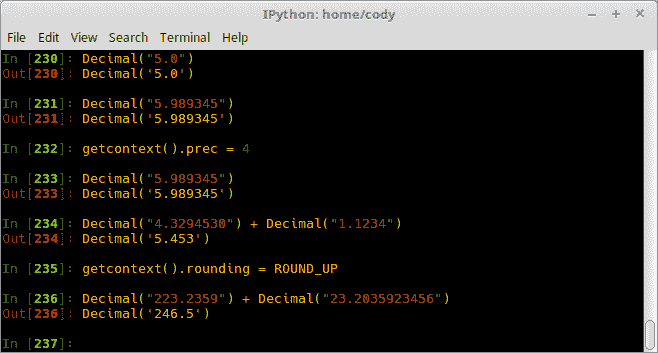 IPython: home/cody
File Edit View Search Terminal Help
In [230]: Decimal("5.0")
Out[230]: Decimal('5.0')
In [231]: Decimal("5.989345")
Out[231]: Decimal('5.989345')
In [232]: getcontext().prec = 4
In [233]: Decimal("5.989345")
Out[233]: Decimal('5.989345')
In [234]: Decimal("4.3294530") + Decimal("1.1234")
Out[234]: Decimal('5.453')
In [235]: getcontext().rounding = ROUND_UP
In [236]: Decimal("223.2359") + Decimal("23.2035923456")
Out[236]: Decimal('246.5')
In [237]: